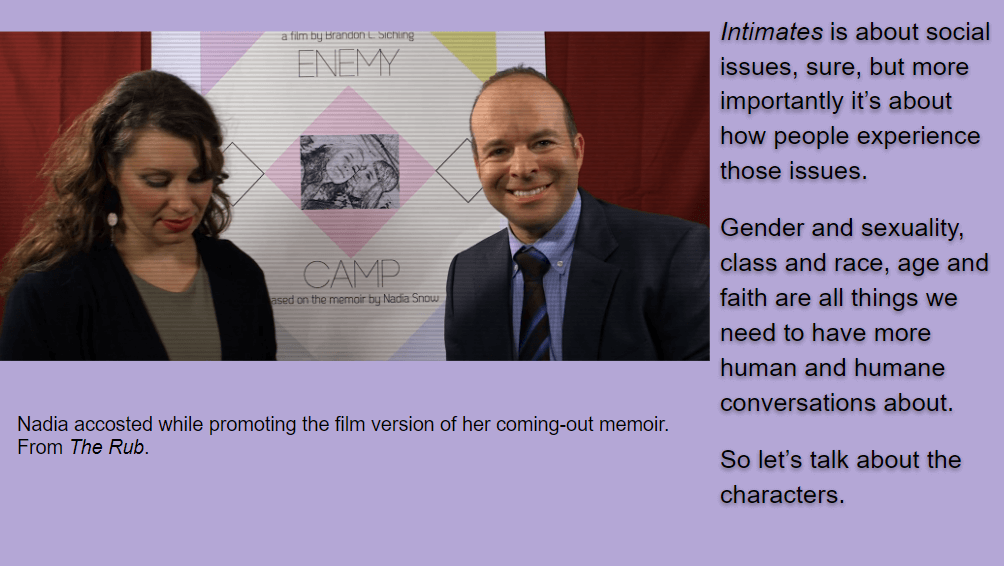 a film by Brandon L. Sichling
ENEMY
CAMP
ased on the memoir by Nadia Snow
Nadia accosted while promoting the film version of her coming-out memoir.
From The Rub.
Intimates is about social
issues, sure, but more
importantly it’s about
how people experience
those issues.
Gender and sexuality,
class and race, age and
faith are all things we
need to have more
human and humane
conversations about.
So let’s talk about the
characters.